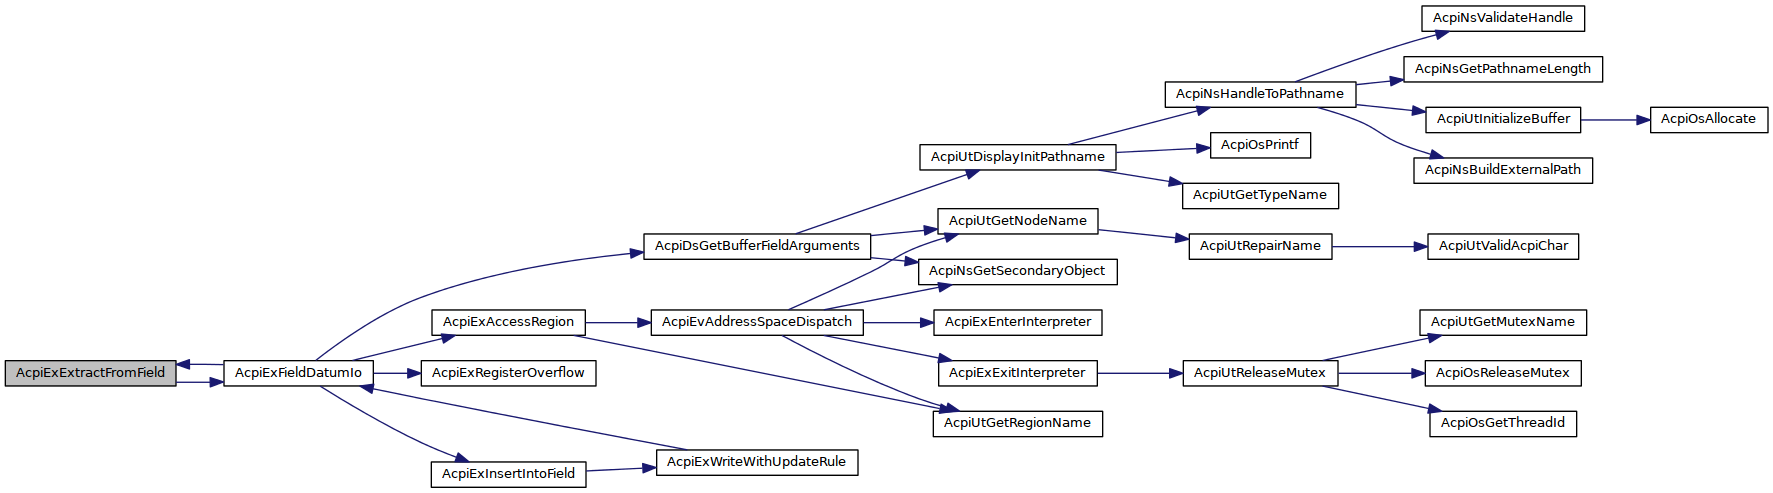 AcpiNsValidateHandle
AcpiNsGetPathnameLength
AcpiNsHandleToPathname
AcpiUtInitializeBuffer
AcpiOsAllocate
AcpiOsPrintf
AcpiUtDisplayInitPathname
AcpiNsBuildExternalPath
AcpiUtGetTypeName
AcpiUtGetNodeName
AcpiDsGetBufferFieldArguments
AcpiUtRepairName
AcpiUtValidAcpiChar
AcpiNsGetSecondaryObject
AcpiExAccessRegion
AcpiEvAddressSpaceDispatch
AcpiExEnterInterpreter
AcpiUtGetMutexName
AcpiExExtractFromField
AcpiExFieldDatumIo
AcpiExRegisterOverflow
AcpiExExitInterpreter
AcpiUtReleaseMutex
AcpiOsReleaseMutex
AcpiUtGetRegionName
AcpiOsGetThreadId
AcpiExWriteWithUpdateRule
AcpiExInsertIntoField